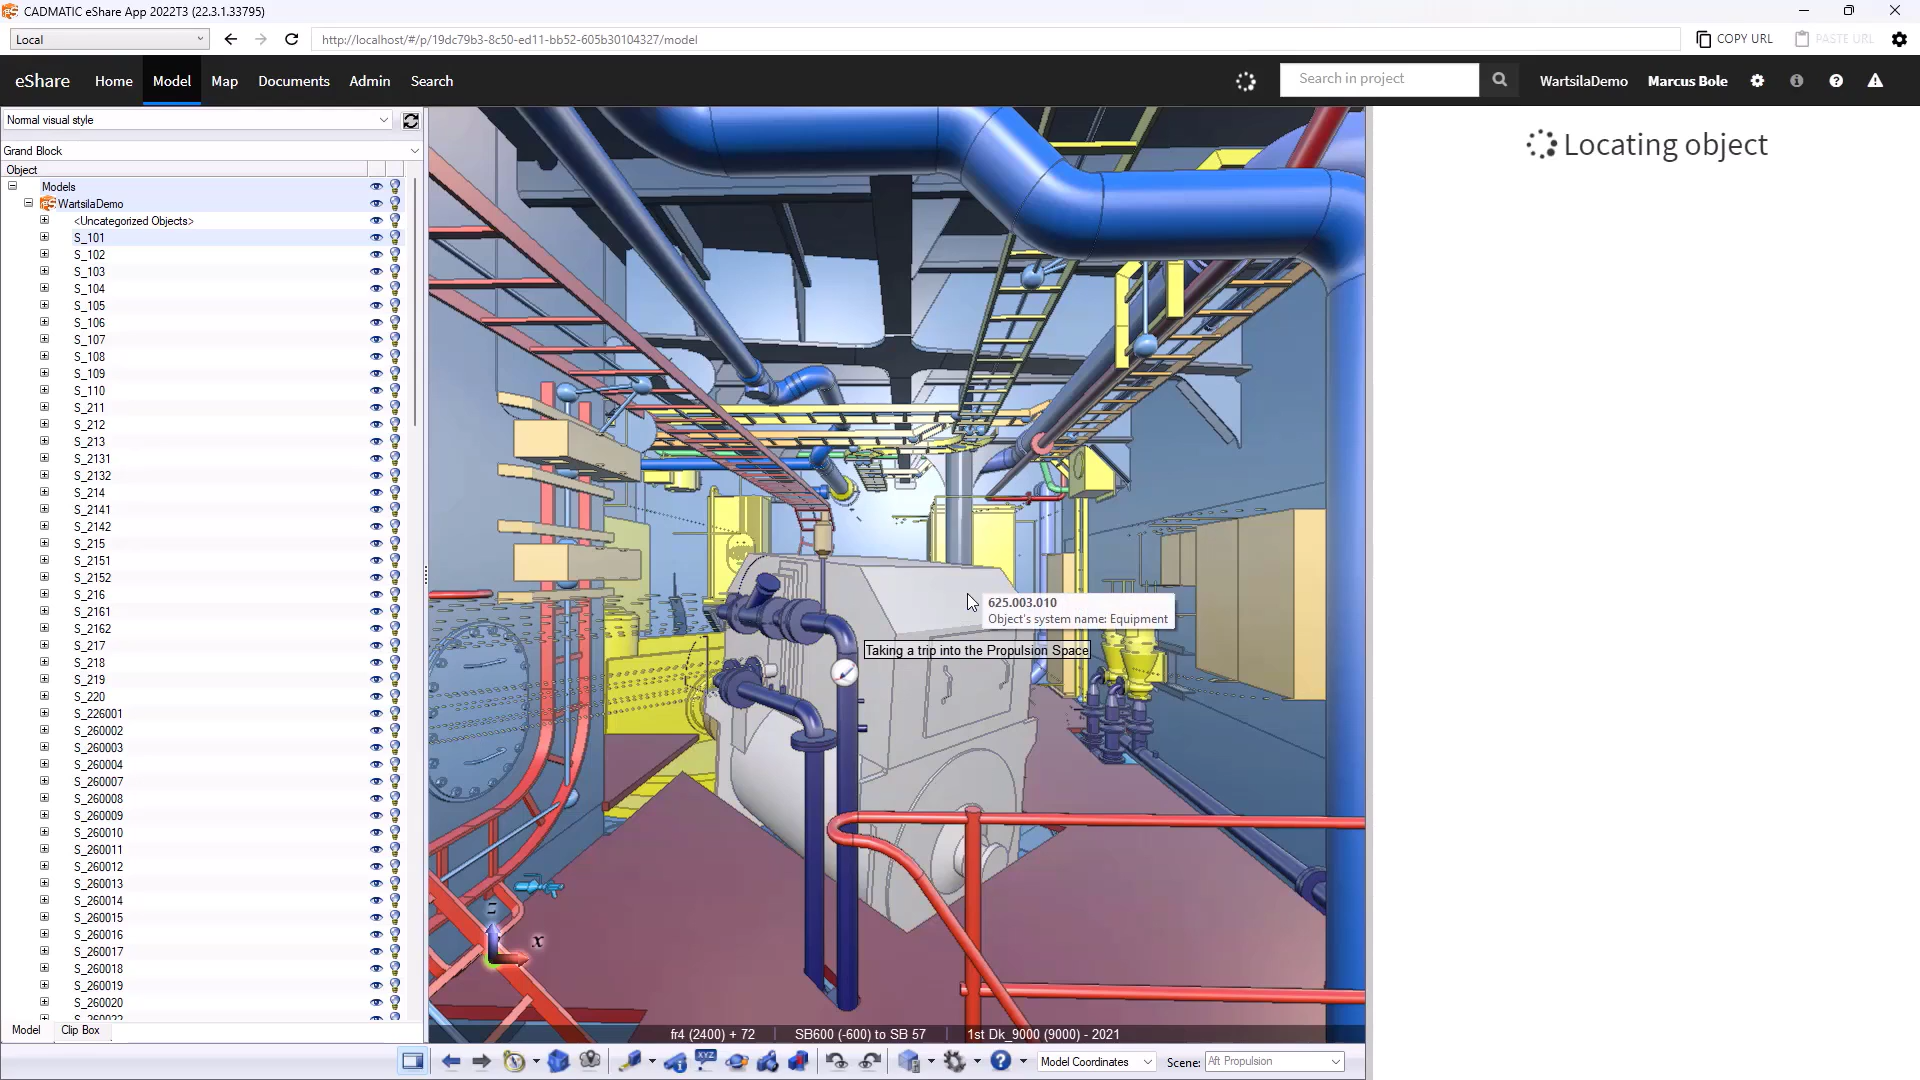 CADMATIC eShare App 2022T3 (22.3.1.33795)
Local
http://localhost/#/p/19dc79b3-8c50-ed11-bb52-605b30104327/model
COPY URL
PASTE URL
eShare
Home
Model
Map
Documents
Admin
Search
Search in project
WartsilaDemo
Marcus Bole
Normal visual style
Grand Block
Object
Models
WartsilaDemo
<Uncategorized Objects>
S_101
S_102
S_103
S_104
S_105
S_106
S_107
S_108
S_109
S_110
S_211
S_212
S_213
S_2131
S_2132
S_214
S_2141
S_2142
S_215
S_2151
S_2152
S_216
S_2161
S_2162
S_217
S_218
S_219
S_220
S_226001
S_260002
S_260003
S_260004
S_260007
S_260008
S_260009
S_260010
S_260011
S_260012
S_260013
S_260014
S_260015
S_260016
S_260017
S_260018
S_260019
S_260020
Model
Clip Box
Locating object
625.003.010
Object's system name: Equipment
Taking a trip into the Propulsion Space
z
x
fr4 (2400) + 72
SB600 (-600) to SB 57
1st Dk_9000 (9000) - 2021
XYZ
Model Coordinates
Scene:
Aft Propulsion